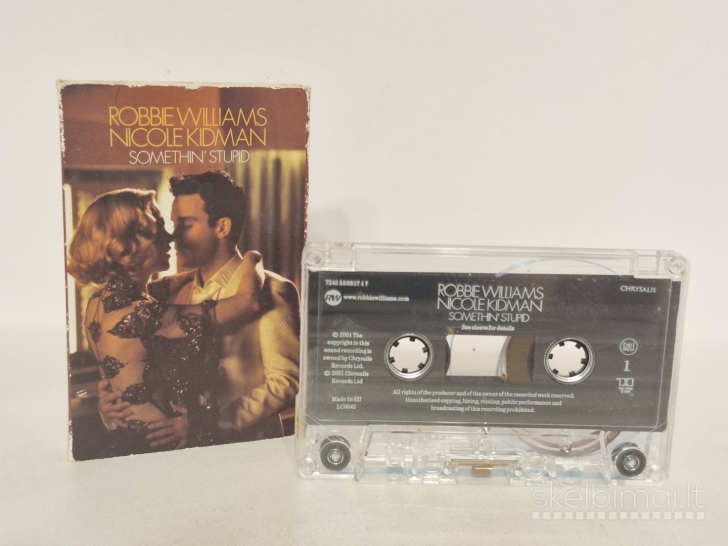 ROBBIE WILLIAMS
NICOLE KIDMAN
SOMETHIN' STUPID
ROBBIE WILLIAMS
NICOLE KIDMAN
SOMETHIN' STUPID
See sleeve for details
CHRYSALIS
RW
www.robbiewilliams.com
℗ 2001 The
copyright in this
sound recording is
owned by Chrysalis
Records Ltd.
© 2001 Chrysalis
Records Ltd
Made in EU
LC0642
1
All rights of the producer and of the owner of the recorded work reserved.
Unauthorised copying, hiring, renting, public performance and
broadcasting of this recording prohibited.
skelbimai.lt